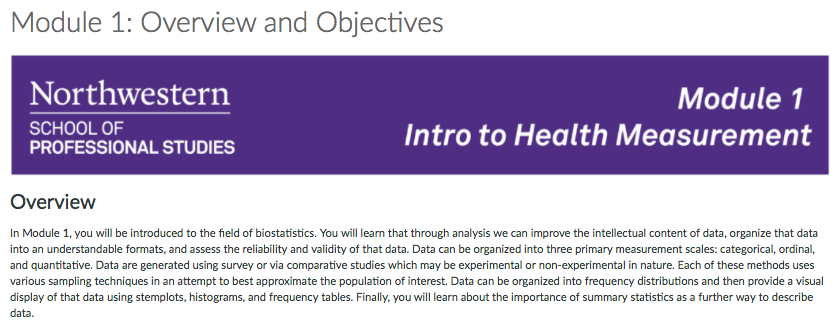 Module 1: Overview and Objectives
Northwestern
SCHOOL OF
PROFESSIONAL STUDIES
Module 1
Intro to Health Measurement
Overview
In Module 1, you will be introduced to the field of biostatistics. You will learn that through analysis we can improve the intellectual content of data, organize that data
into an understandable formats, and assess the reliability and validity of that data. Data can be organized into three primary measurement scales: categorical, ordinal,
and quantitative. Data are generated using survey or via comparative studies which may be experimental or non-experimental in nature. Each of these methods uses
various sampling techniques in an attempt to best approximate the population of interest. Data can be organized into frequency distributions and then provide a visual
display of that data using stemplots, histograms, and frequency tables. Finally, you will learn about the importance of summary statistics as a further way to describe
data.